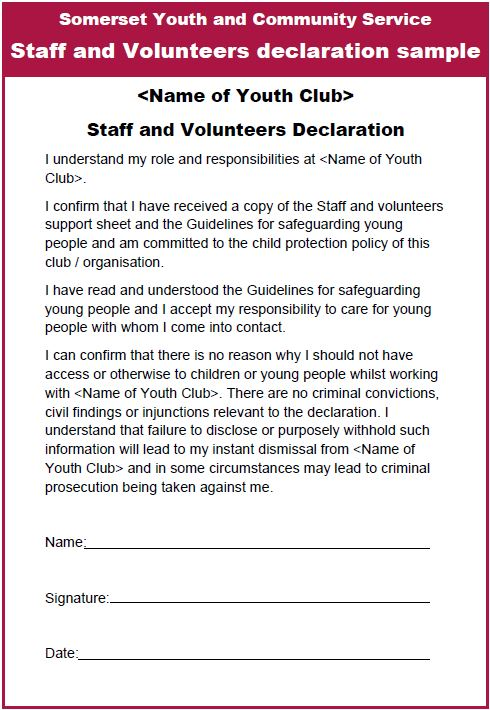 Somerset Youth and Community Service
Staff and Volunteers declaration sample
<Name of Youth Club>
Staff and Volunteers Declaration
I understand my role and responsibilities at <Name of Youth
Club>.
I confirm that I have received a copy of the Staff and volunteers
support sheet and the Guidelines for safeguarding young
people and am committed to the child protection policy of this
club / organisation.
I have read and understood the Guidelines for safeguarding
young people and I accept my responsibility to care for young
people with whom I come into contact.
I can confirm that there is no reason why I should not have
access or otherwise to children or young people whilst working
with <Name of Youth Club>. There are no criminal convictions,
civil findings or injunctions relevant to the declaration. I
understand that failure to disclose or purposely withhold such
information will lead to my instant dismissal from <Name of
Youth Club> and in some circumstances may lead to criminal
prosecution being taken against me.
Name:
Signature:
Date: